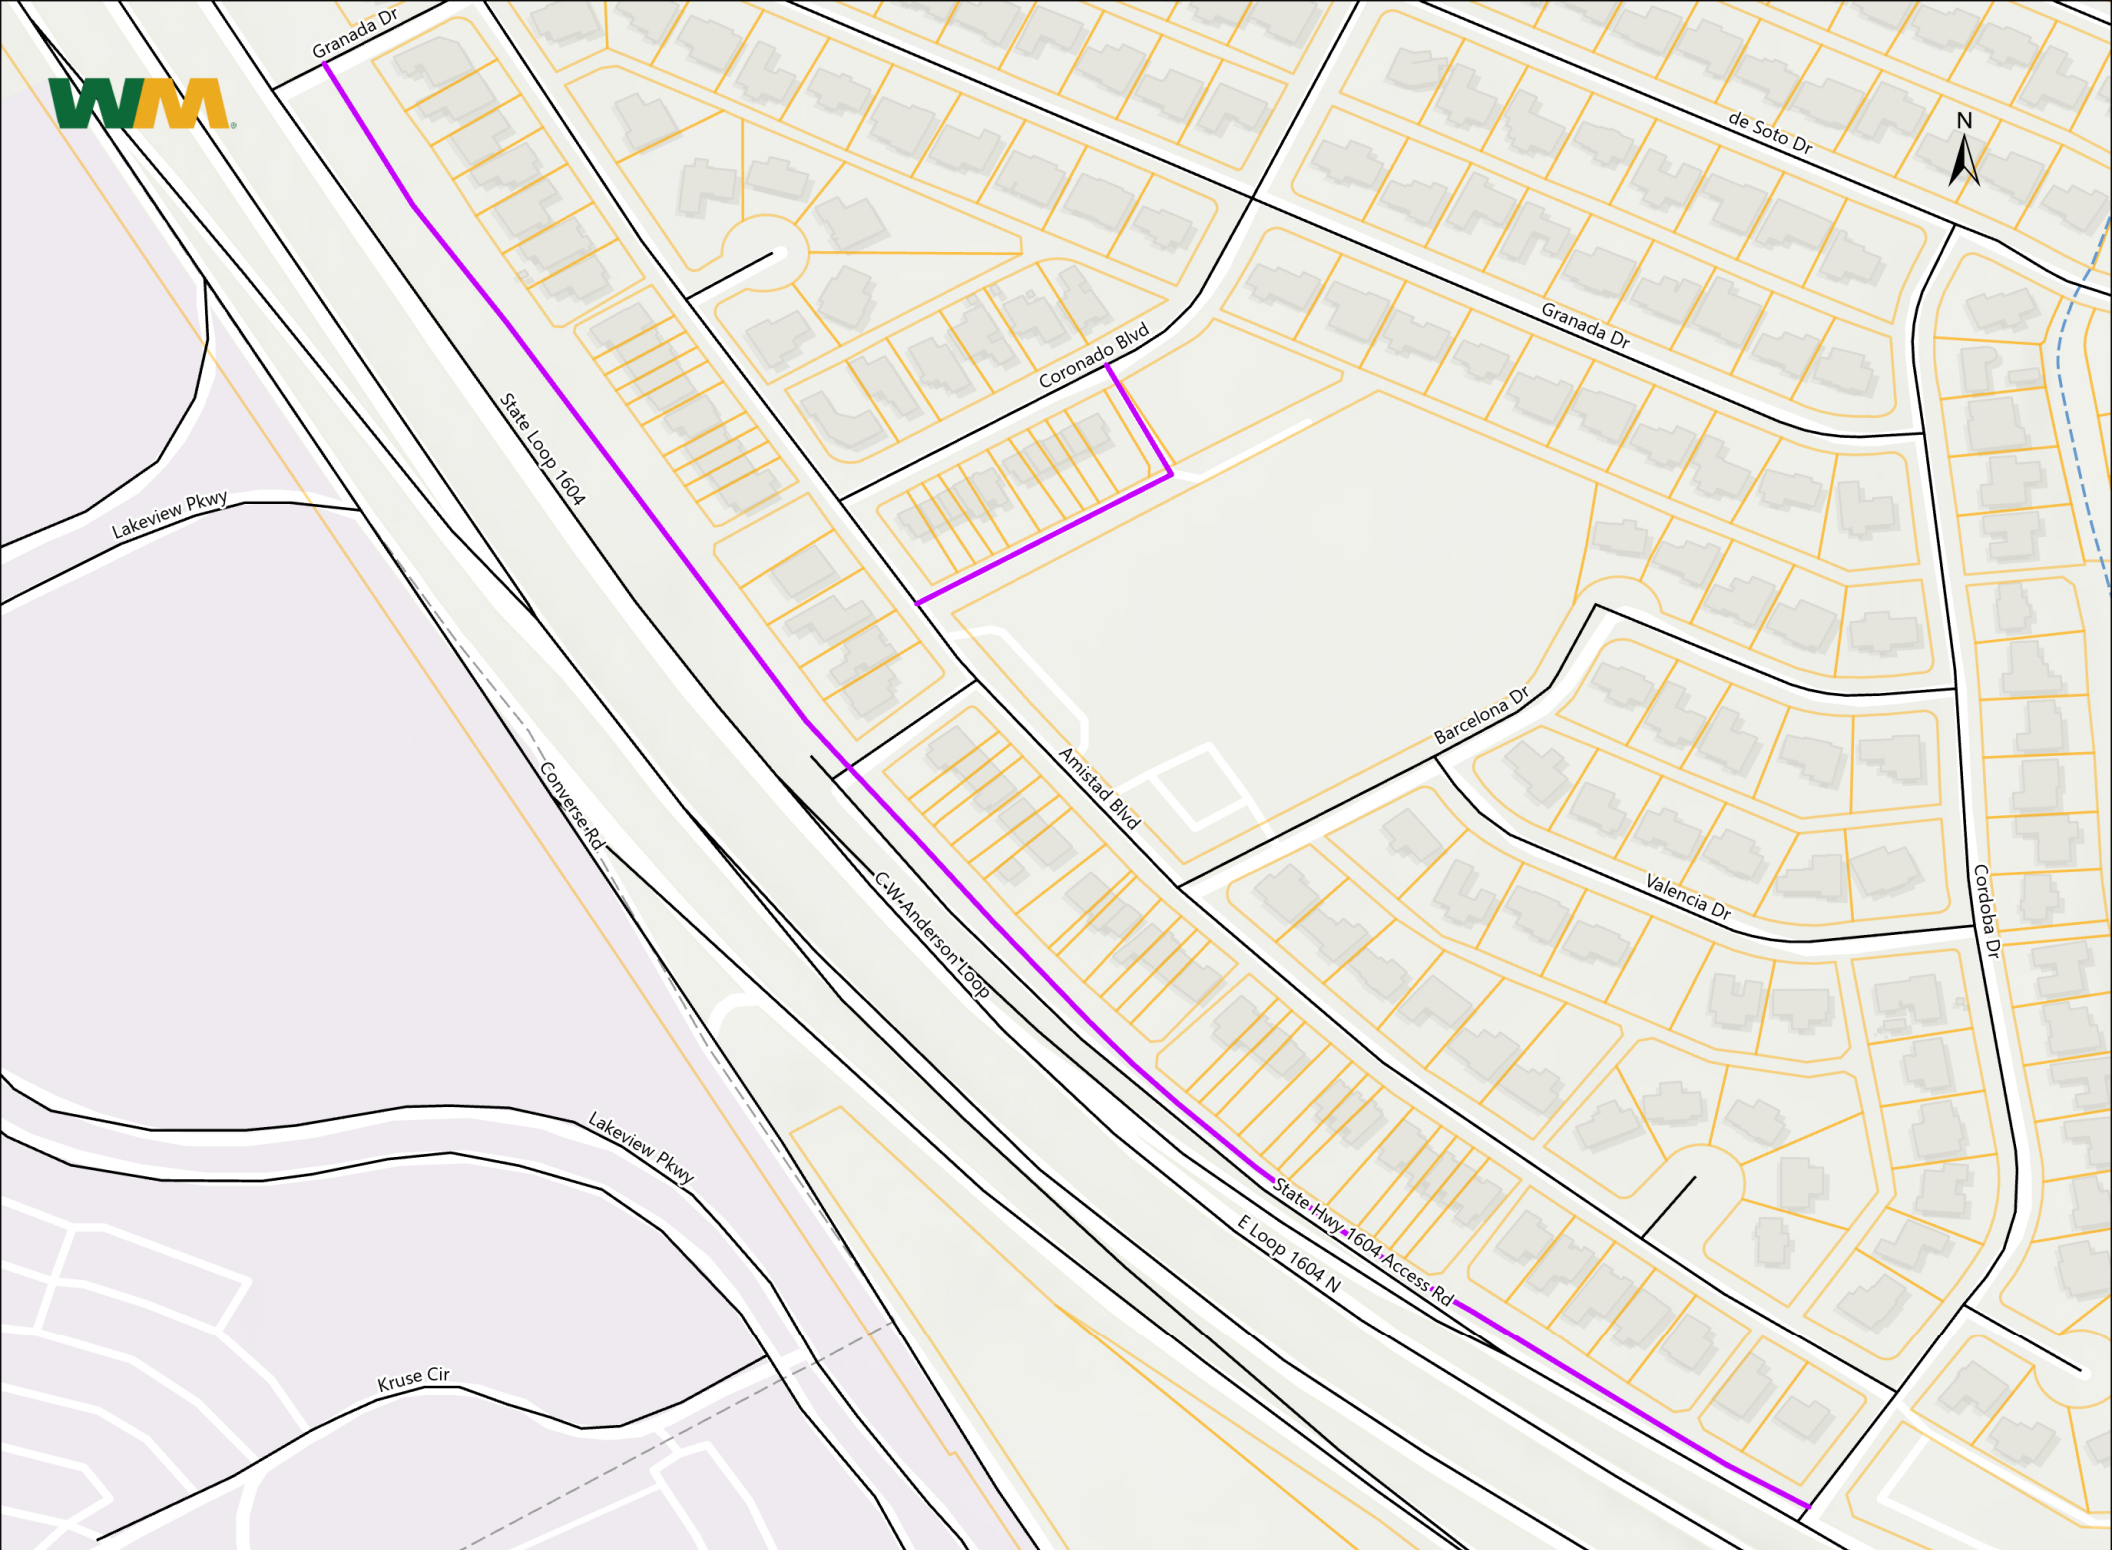 Granada Dr
WM
®
de Soto Dr
N
Granada Dr
Coronado Blvd
State Loop 1604
Lakeview Pkwy
Barcelona Dr
Amistad Blvd
Converse Rd
Valencia Dr
Cordoba Dr
C-W-Anderson Loop
Lakeview Pkwy
State Hwy 1604 Access Rd
E Loop 1604 N
Kruse Cir